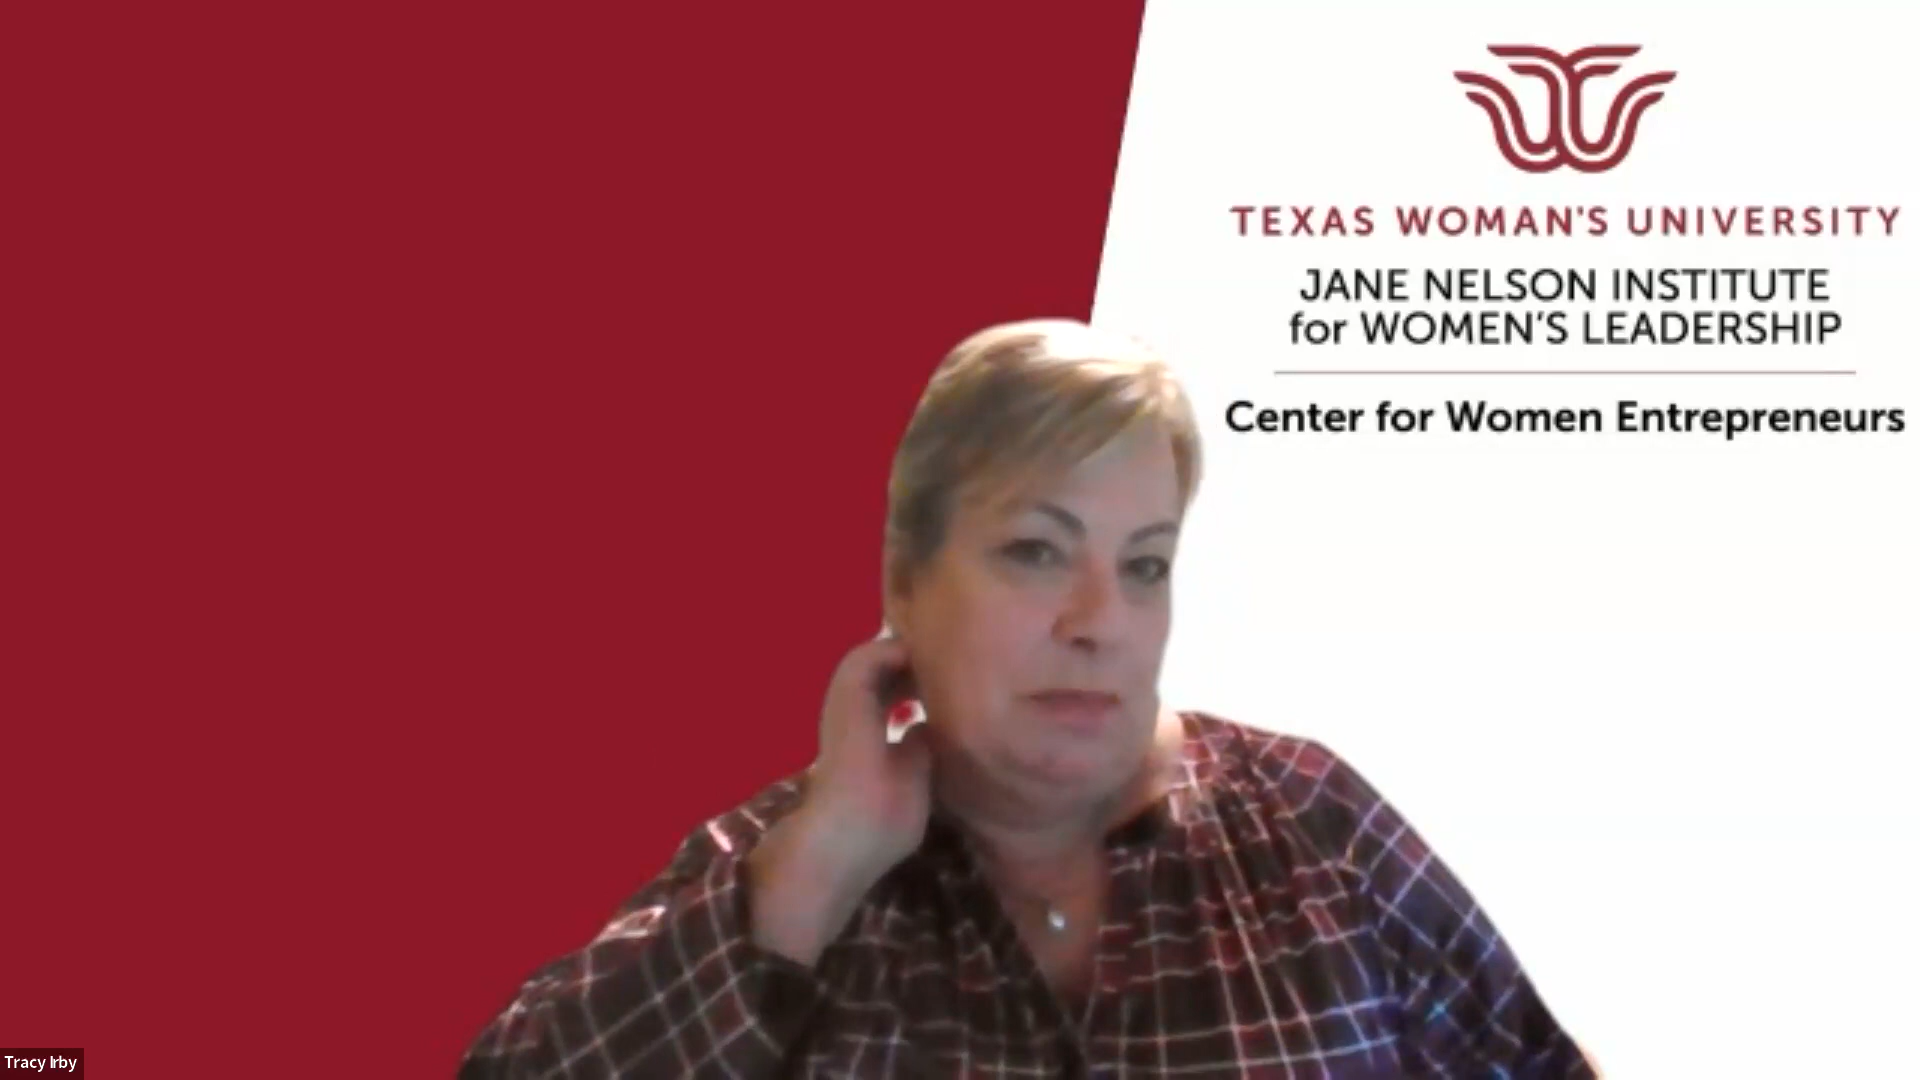 TEXAS WOMAN'S UNIVERSITY
JANE NELSON INSTITUTE
for WOMEN'S LEADERSHIP
Center for Women Entrepreneurs
Tracy Irby